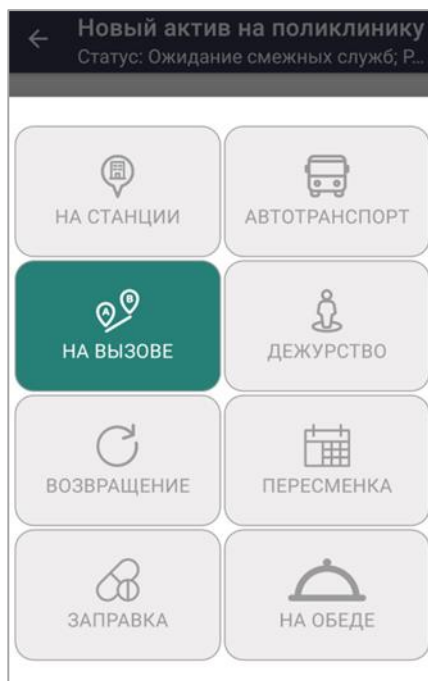 Новый актив на поликлинику
Статус: Ожидание смежных служб; Р...
НА СТАНЦИИ
АВТОТРАНСПОРТ
A B
НА ВЫЗОВЕ
ДЕЖУРСТВО
ВОЗВРАЩЕНИЕ
ПЕРЕСМЕНКА
ЗАПРАВКА
НА ОБЕДЕ